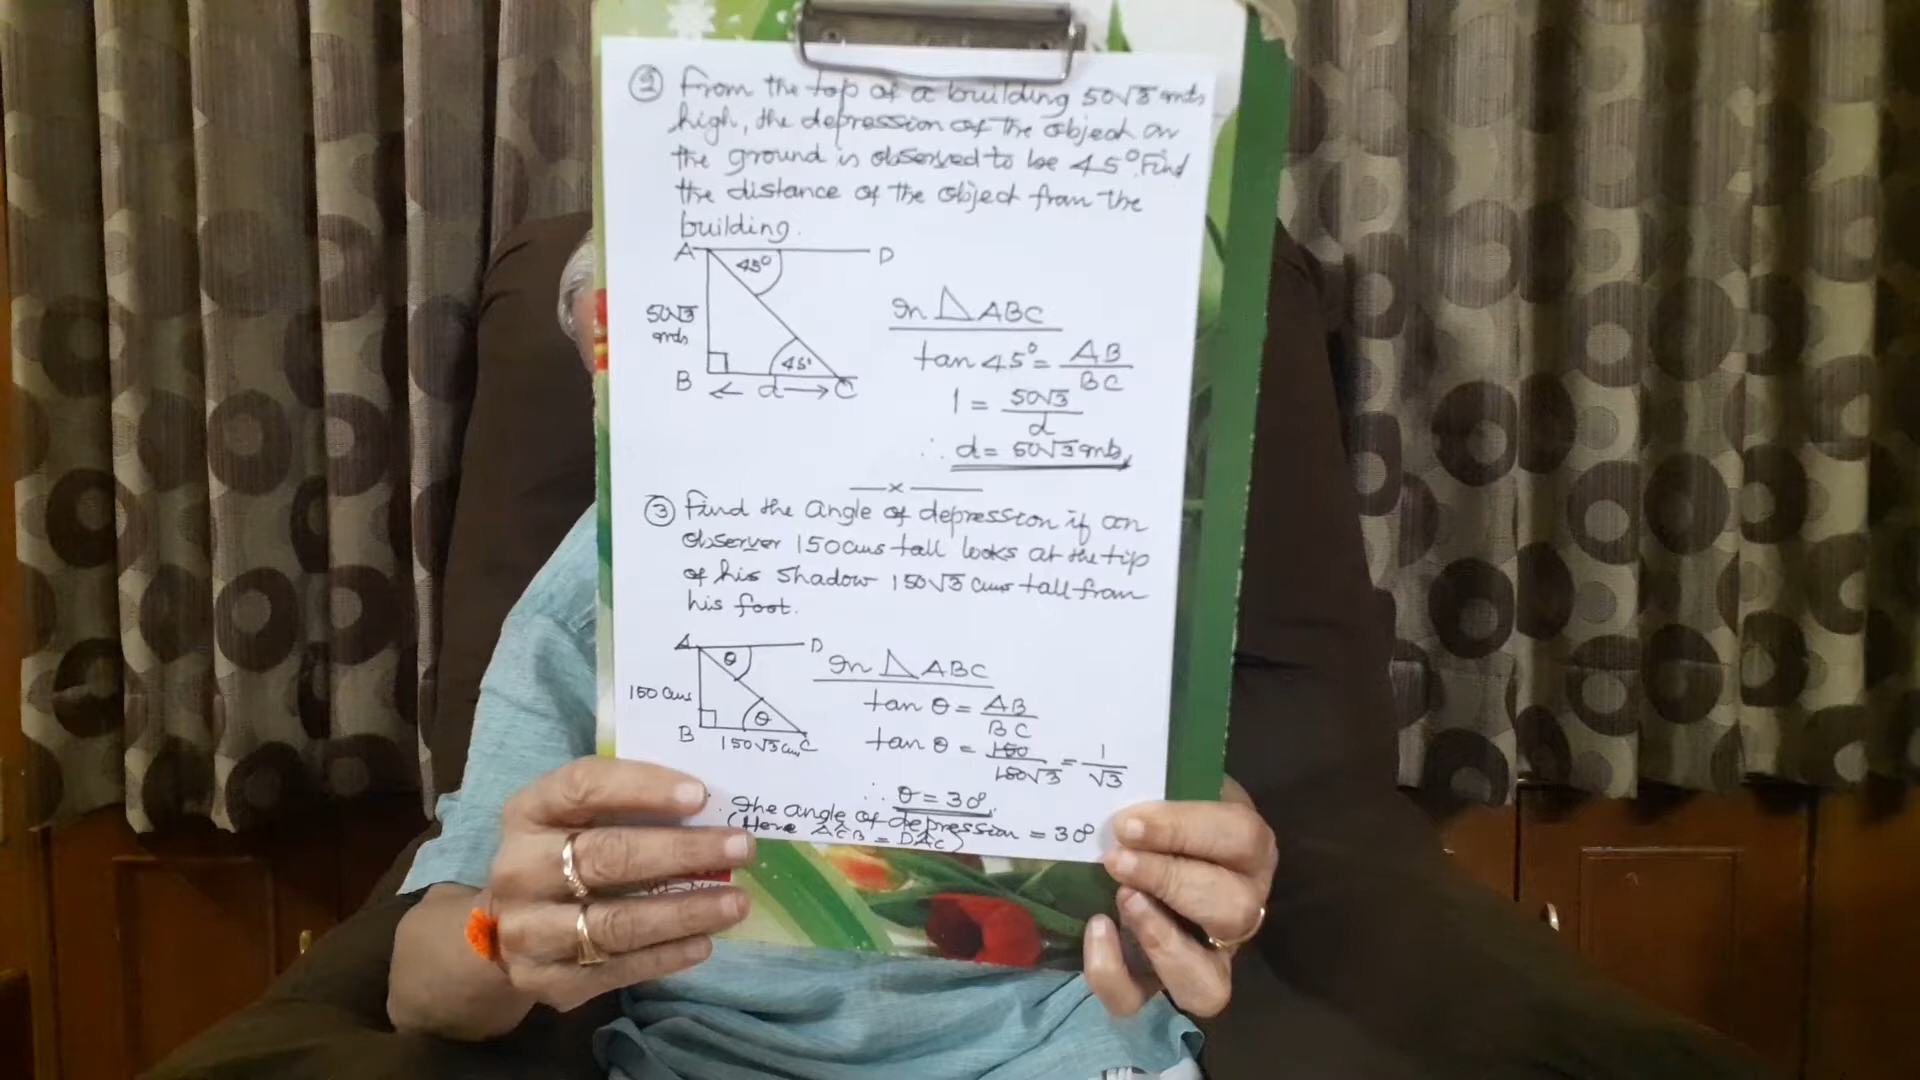 ② From the top of a building 50√3 mts
high, the depression of the object on
the ground is observed to be 45°. Find
the distance of the object from the
building.
A 45° D
50√3
mts
45°
B ← d → C
In △ABC
tan 45° = AB/BC
1 = 50√3/d
∴ d = 50√3 mts
—x—
③ Find the angle of depression if an
observer 150 cms tall looks at the tip
of his shadow 150√3 cms tall from
his foot.
A θ D
150 cms
θ
B 150√3 cms C
In △ABC
tan θ = AB/BC
tan θ = 150/150√3 = 1/√3
∴ θ = 30°.
∴ The angle of depression = 30°
(Here AĈB = DÂC)